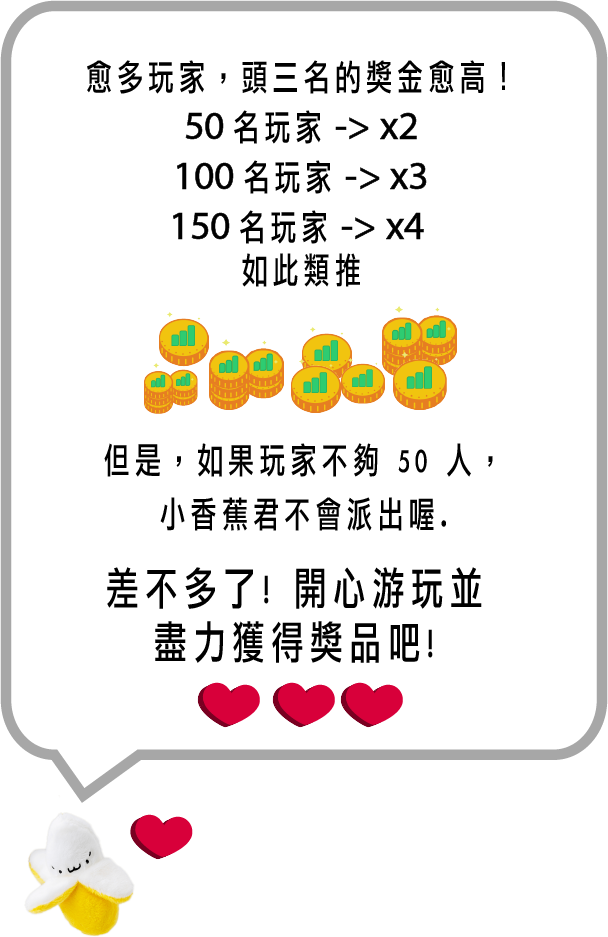 愈多玩家，頭三名的獎金愈高！
50 名玩家 -> x2
100 名玩家 -> x3
150 名玩家 -> x4
如此類推
但是，如果玩家不夠 50 人，
小香蕉君不會派出喔.
差不多了! 開心游玩並
盡力獲得獎品吧!